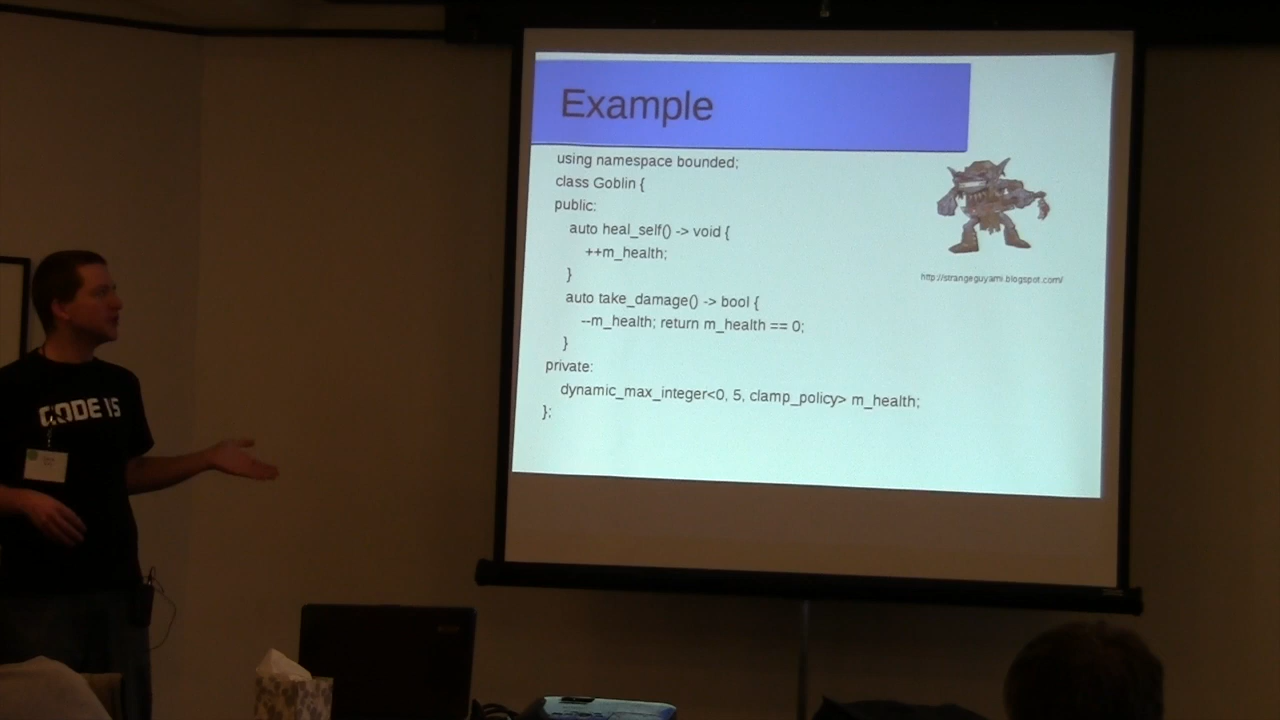 Example
using namespace bounded;
class Goblin {
public:
auto heal_self() -> void {
++m_health;
}
auto take_damage() -> bool {
--m_health; return m_health == 0;
}
private:
dynamic_max_integer<0, 5, clamp_policy> m_health;
};
http://strangeguyami.blogspot.com/
CODE IS